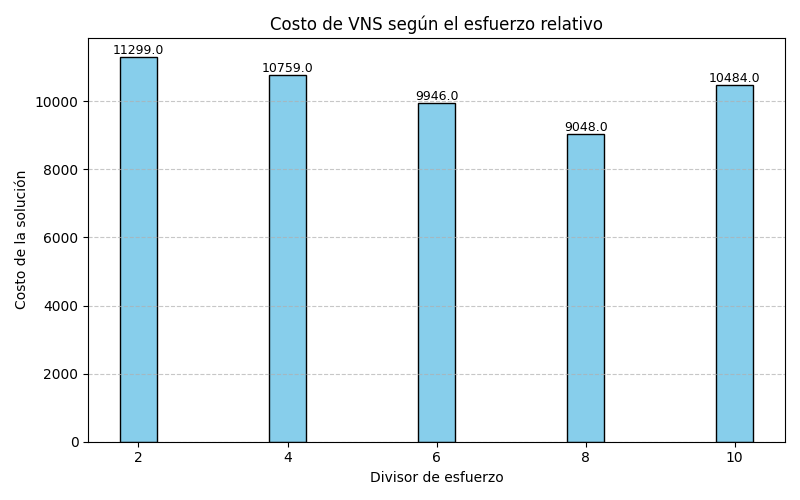 Costo de VNS según el esfuerzo relativo
11299.0
10759.0
9946.0
9048.0
10484.0
Costo de la solución
10000
8000
6000
4000
2000
0
2 4 6 8 10
Divisor de esfuerzo